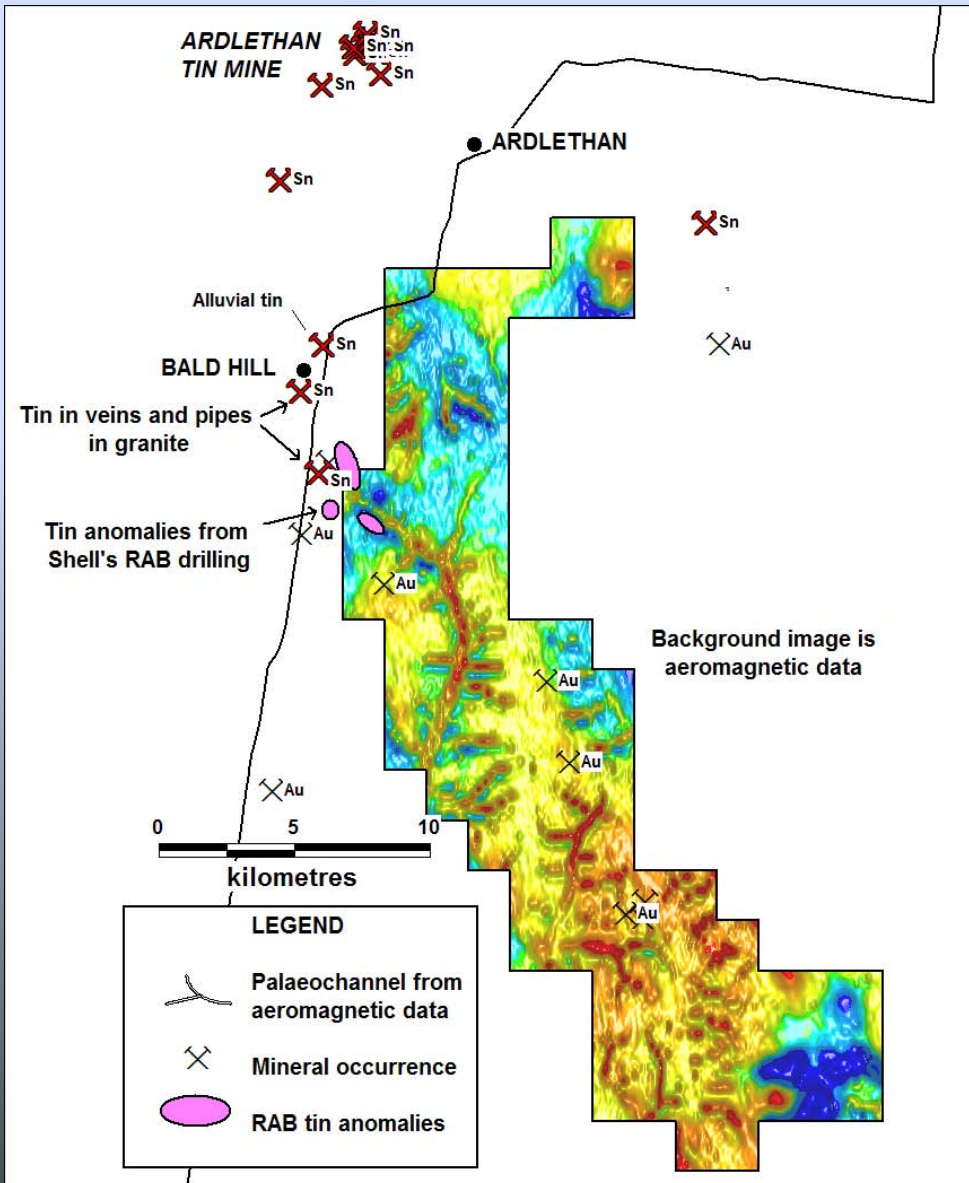 ARDLETHAN
TIN MINE
Sn
Sn Sn
Sn
Sn
ARDLETHAN
Sn
Sn
Alluvial tin
Sn
Au
BALD HILL
Sn
Tin in veins and pipes
in granite
Sn
Tin anomalies from
Shell's RAB drilling
Au
Au
Background image is
aeromagnetic data
Au
Au
Au
0 5 10
kilometres
Au
LEGEND
Palaeochannel from
aeromagnetic data
Mineral occurrence
RAB tin anomalies